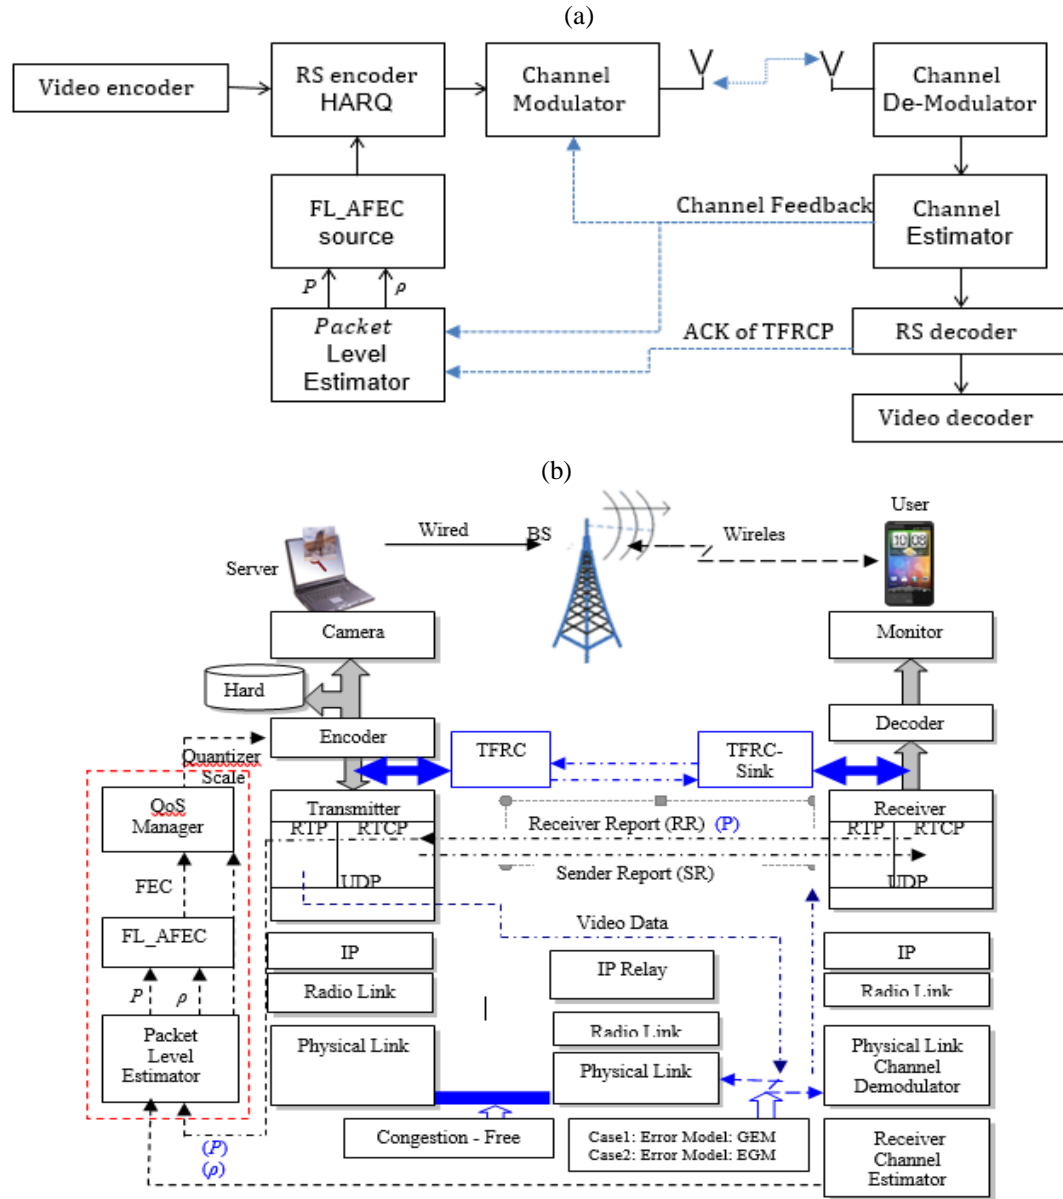 (a)
Video encoder
RS encoder
HARQ
Channel
Modulator
Channel
De-Modulator
FL_AFEC
source
Channel Feedback
Channel
Estimator
P
ρ
Packet
Level
Estimator
ACK of TFRCP
RS decoder
Video decoder
(b)
User
Wired
BS
Wireles
10 08
Server
Camera
Monitor
Hard
Encoder
Decoder
Quantizer
Scale
TFRC
TFRC-
Sink
QoS
Manager
Transmitter
RTP
RTCP
UDP
Receiver Report (RR) (P)
Sender Report (SR)
Receiver
RTP
RTCP
UDP
FEC
FL_AFEC
Video Data
IP
IP Relay
IP
P
ρ
Radio Link
Radio Link
Radio Link
Packet
Level
Estimator
Physical Link
Physical Link
Physical Link
Channel
Demodulator
(P)
(ρ)
Congestion - Free
Case1: Error Model: GEM
Case2: Error Model: EGM
Receiver
Channel
Estimator